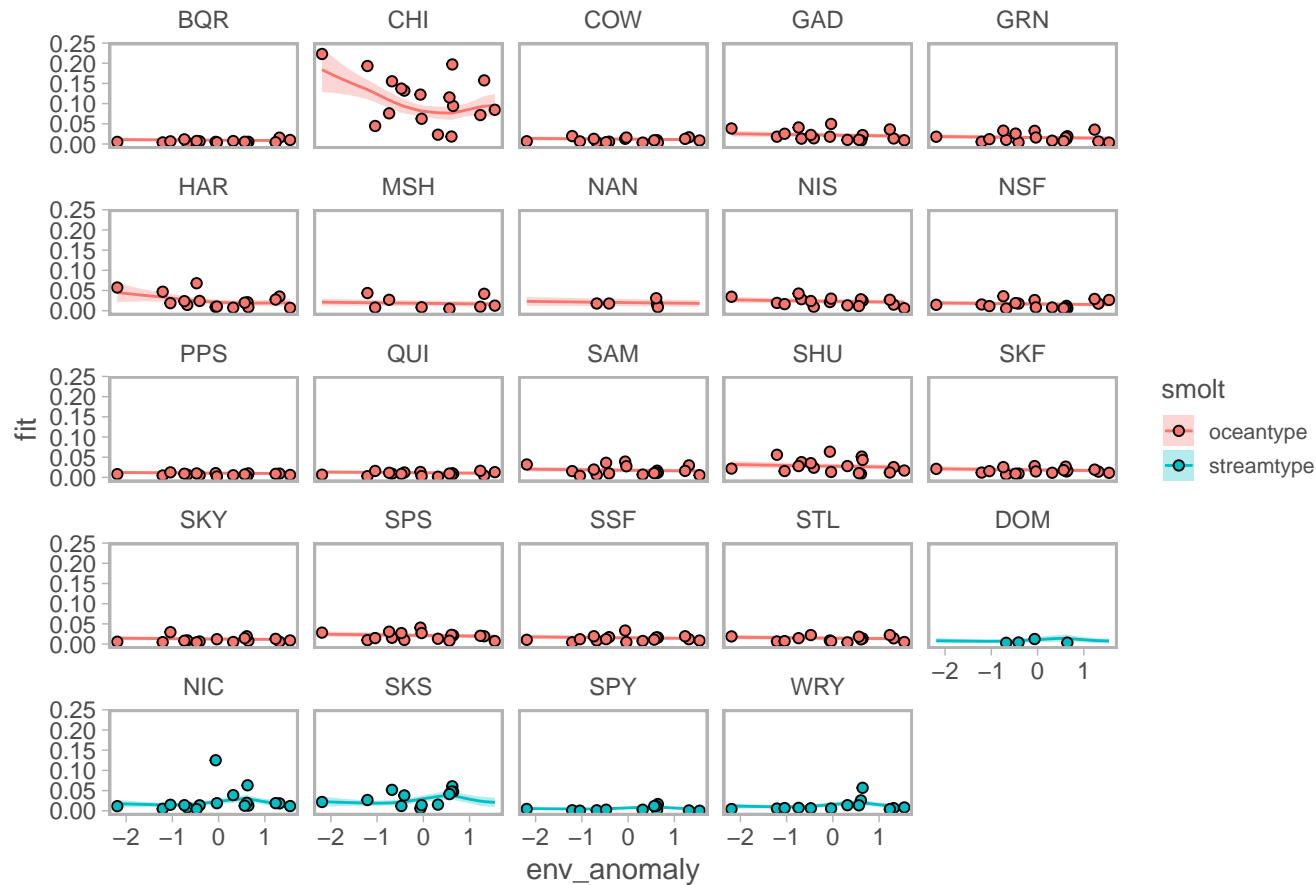 BQR CHI COW GAD GRN
0.25
0.20
0.15
0.10
0.05
0.00
HAR MSH NAN NIS NSF
0.25
0.20
0.15
0.10
0.05
0.00
PPS QUI SAM SHU SKF
0.25
0.20
0.15
0.10
0.05
0.00
fit
smolt
oceantype
streamtype
SKY SPS SSF STL DOM
0.25
0.20
0.15
0.10
0.05
0.00
−2 −1 0 1
NIC SKS SPY WRY
0.25
0.20
0.15
0.10
0.05
0.00
−2 −1 0 1 −2 −1 0 1 −2 −1 0 1 −2 −1 0 1
env_anomaly